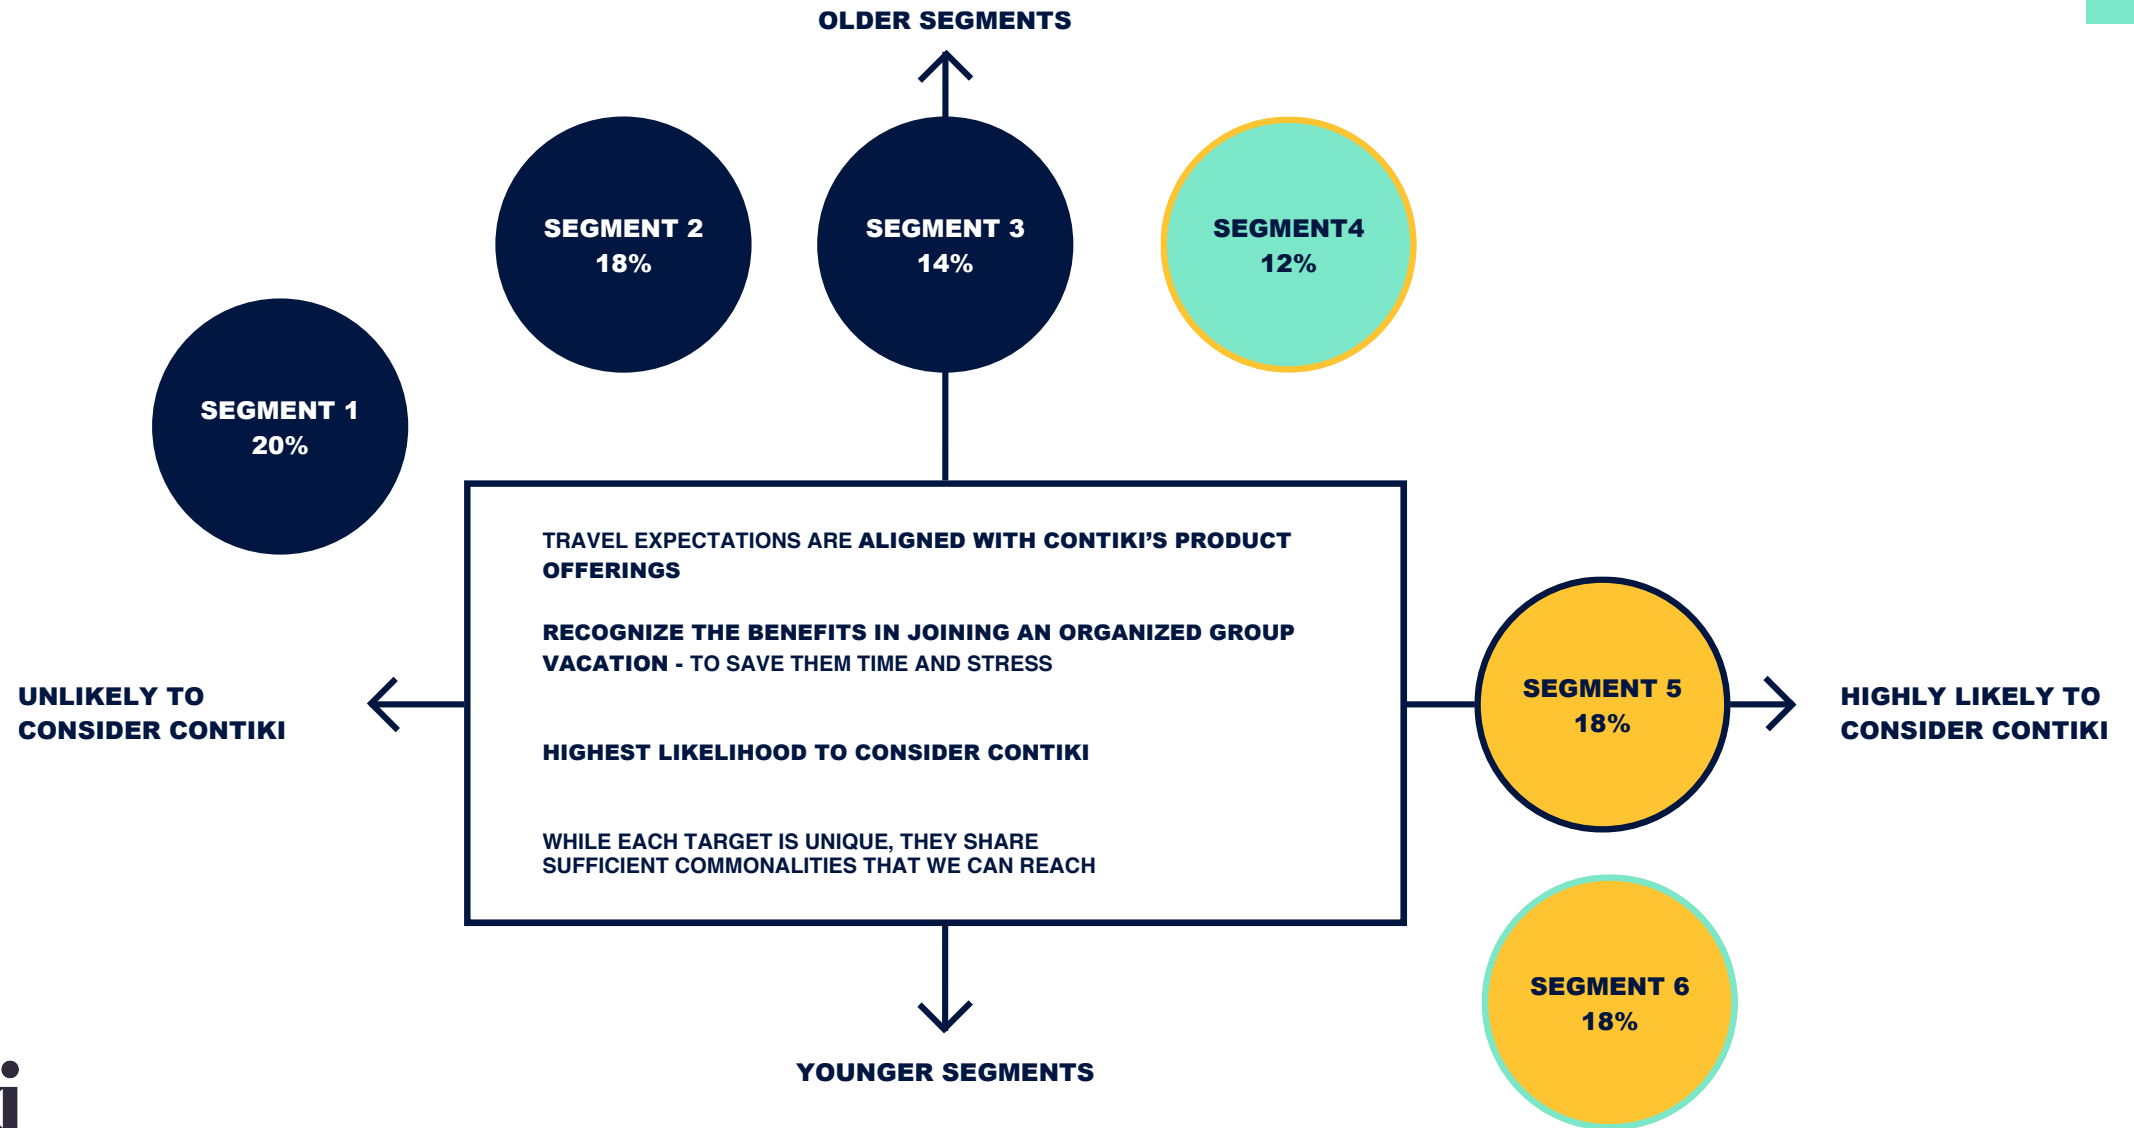 OLDER SEGMENTS
SEGMENT 2
18%
SEGMENT 3
14%
SEGMENT4
12%
SEGMENT 1
20%
TRAVEL EXPECTATIONS ARE ALIGNED WITH CONTIKI’S PRODUCT
OFFERINGS
RECOGNIZE THE BENEFITS IN JOINING AN ORGANIZED GROUP
VACATION - TO SAVE THEM TIME AND STRESS
HIGHEST LIKELIHOOD TO CONSIDER CONTIKI
WHILE EACH TARGET IS UNIQUE, THEY SHARE
SUFFICIENT COMMONALITIES THAT WE CAN REACH
UNLIKELY TO
CONSIDER CONTIKI
SEGMENT 5
18%
HIGHLY LIKELY TO
CONSIDER CONTIKI
SEGMENT 6
18%
YOUNGER SEGMENTS
i